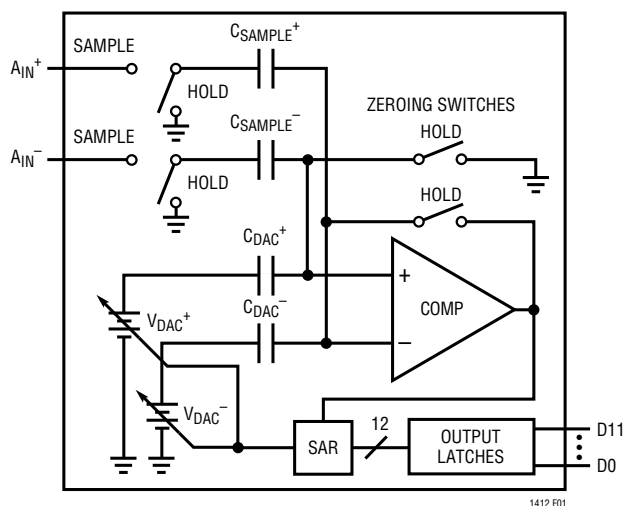 C_SAMPLE+
SAMPLE
A_IN+
HOLD
ZEROING SWITCHES
C_SAMPLE–
SAMPLE
HOLD
A_IN–
HOLD
HOLD
C_DAC+
+
COMP
C_DAC–
V_DAC+
–
V_DAC–
12
SAR
OUTPUT
LATCHES
D11
D0
1412 F01